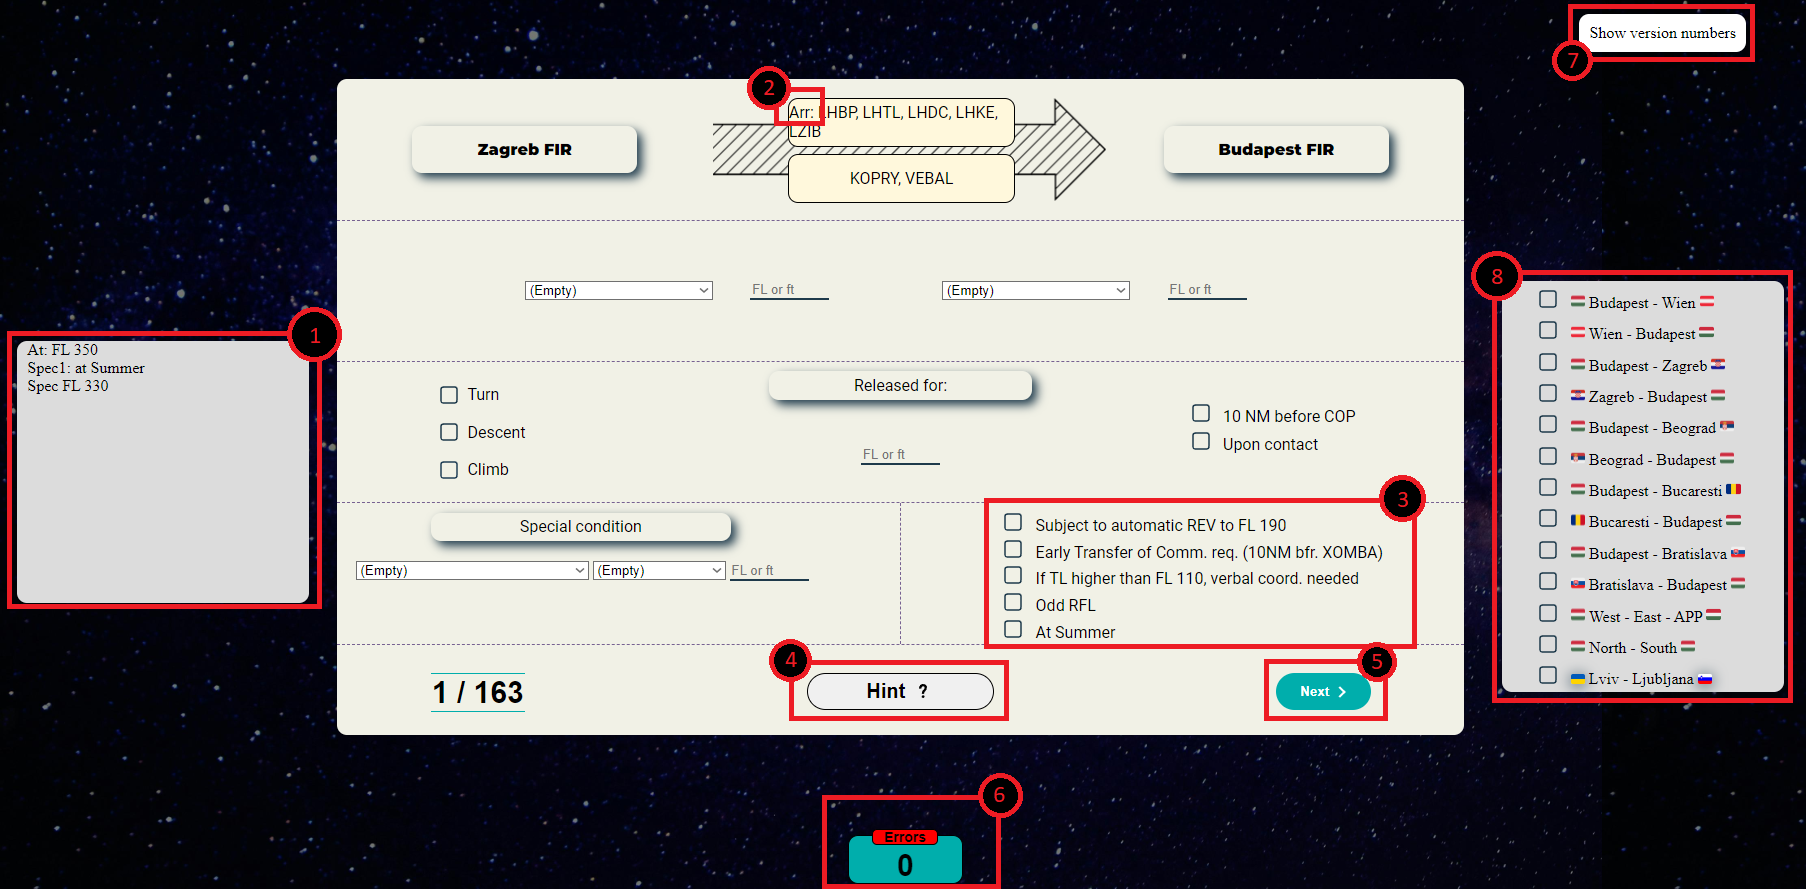 Show version numbers
7
2
Arr: LHBP, LHTL, LHDC, LHKE,
LZIB
Zagreb FIR
Budapest FIR
KOPRY, VEBAL
(Empty)
FL or ft
(Empty)
FL or ft
1
At: FL 350
Spec1: at Summer
Spec FL 330
Turn
Descent
Climb
Released for:
FL or ft
10 NM before COP
Upon contact
Special condition
(Empty)
(Empty)
FL or ft
3
Subject to automatic REV to FL 190
Early Transfer of Comm. req. (10NM bfr. XOMBA)
If TL higher than FL 110, verbal coord. needed
Odd RFL
At Summer
1 / 163
4
Hint ?
5
Next
6
Errors
0
8
Budapest - Wien
Wien - Budapest
Budapest - Zagreb
Zagreb - Budapest
Budapest - Beograd
Beograd - Budapest
Budapest - Bucaresti
Bucaresti - Budapest
Budapest - Bratislava
Bratislava - Budapest
West - East - APP
North - South
Lviv - Ljubljana